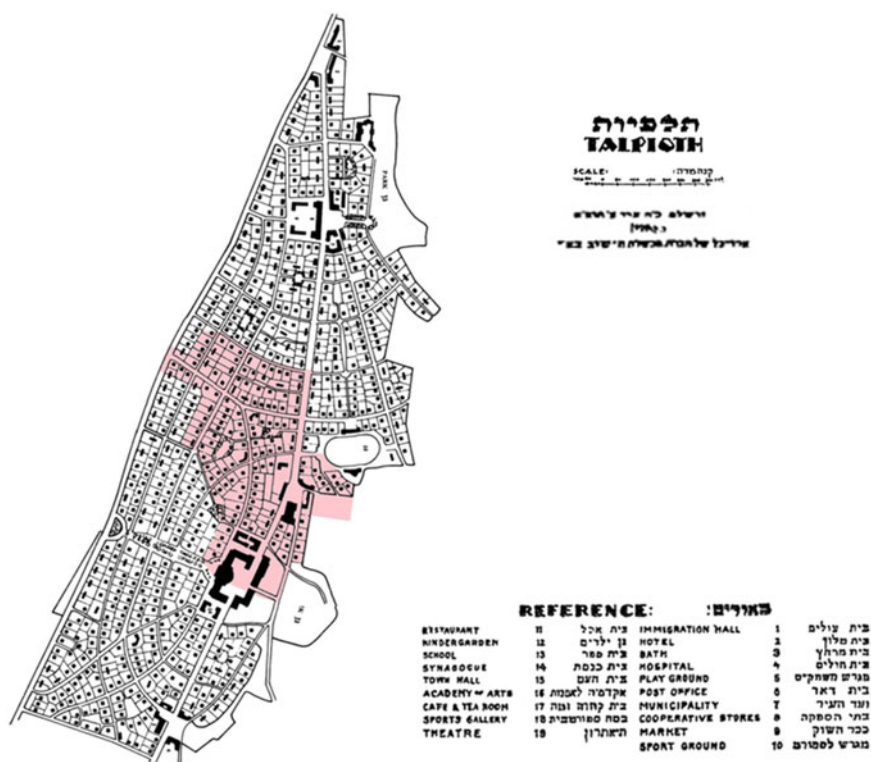 תלפיות
TALPIOTH
SCALE: קנה מדה:
PARK
REFERENCE: באורים:
RESTAURANT 11 בית אכל IMMIGRATION HALL 1 בית עולים
KINDERGARDEN 12 גן ילדים HOTEL 2 בית מלון
SCHOOL 13 בית ספר BATH 3 בית מרחץ
SYNAGOGUE 14 בית כנסת HOSPITAL 4 בית חולים
TOWN HALL 15 בית העם PLAY GROUND 5 מגרש משחקים
ACADEMY OF ARTS 16 אקדמיה לאמנות POST OFFICE 6 בית דאר
CAFE & TEA ROOM 17 בית קהוה ותה MUNICIPALITY 7 ועד העיר
SPORTS GALLERY 18 COOPERATIVE STORES 8 בתי הספקה
THEATRE 19 תיאתרון MARKET 9 ככר השוק
SPORT GROUND 10 מגרש לספורט